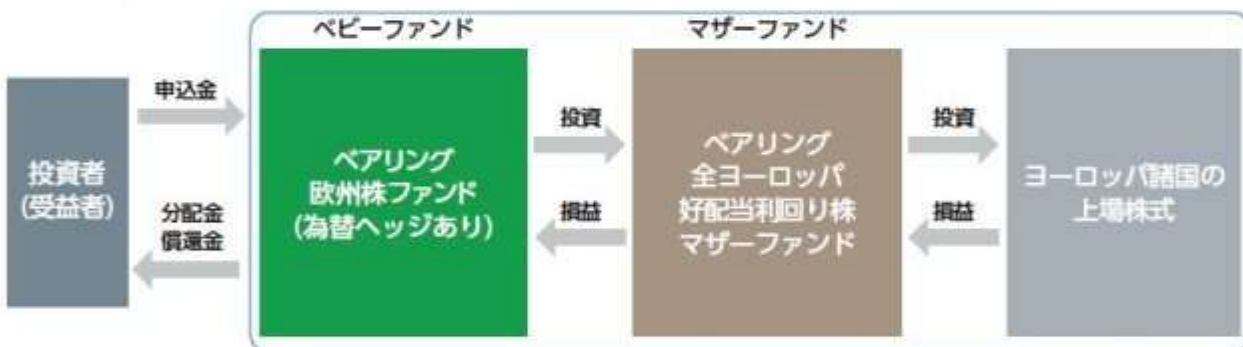 ベビーファンド
マザーファンド
投資者
(受益者)
申込金
分配金
償還金
ベアリング
欧州株ファンド
(為替ヘッジあり)
投資
損益
ベアリング
全ヨーロッパ
好配当利回り株
マザーファンド
投資
損益
ヨーロッパ諸国の
上場株式